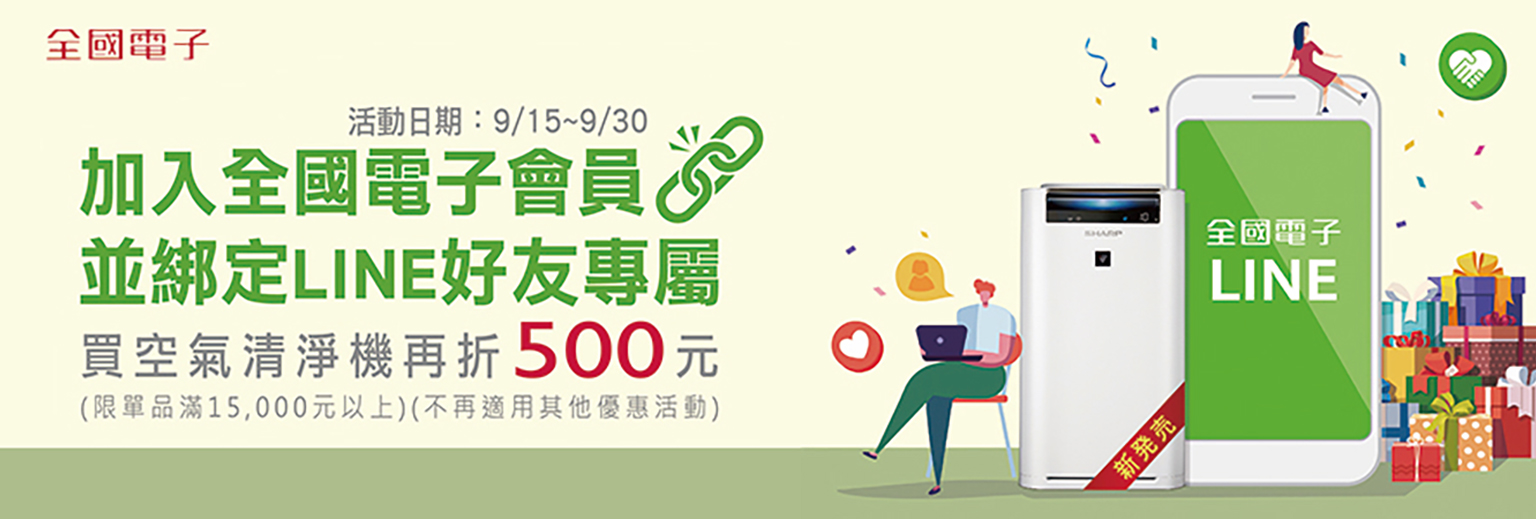 全國電子
活動日期：9/15~9/30
加入全國電子會員
並綁定LINE好友專屬
買空氣清淨機再折500元
(限單品滿15,000元以上)(不再適用其他優惠活動)
SHARP
新発売
全國電子
LINE